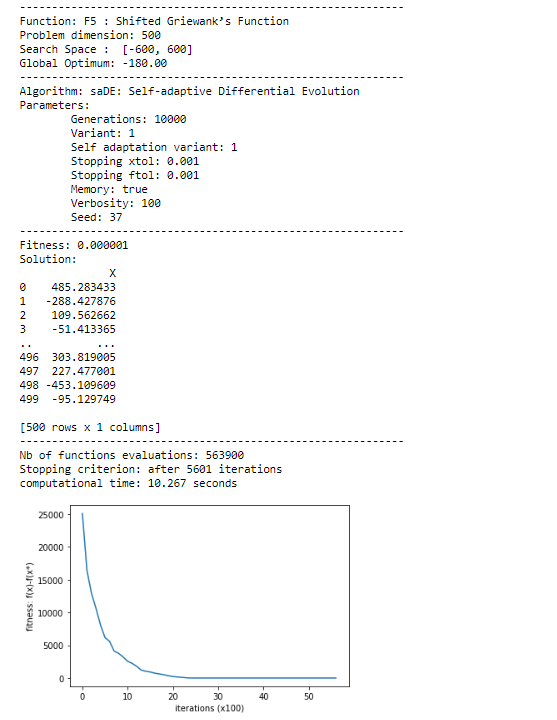 --------------------------------------------------------------
Function: F5 : Shifted Griewank’s Function
Problem dimension: 500
Search Space :  [-600, 600]
Global Optimum: -180.00
--------------------------------------------------------------
Algorithm: saDE: Self-adaptive Differential Evolution
Parameters:
Generations: 10000
Variant: 1
Self adaptation variant: 1
Stopping xtol: 0.001
Stopping ftol: 0.001
Memory: true
Verbosity: 100
Seed: 37
--------------------------------------------------------------
Fitness: 0.000001
Solution:
X
0    485.283433
1   -288.427876
2    109.562662
3    -51.413365
..          ...
496  303.819005
497  227.477001
498 -453.109609
499  -95.129749
[500 rows x 1 columns]
--------------------------------------------------------------
Nb of functions evaluations: 563900
Stopping criterion: after 5601 iterations
computational time: 10.267 seconds
fitness: f(x)-f(x*)
25000
20000
15000
10000
5000
0
0 10 20 30 40 50
iterations (x100)